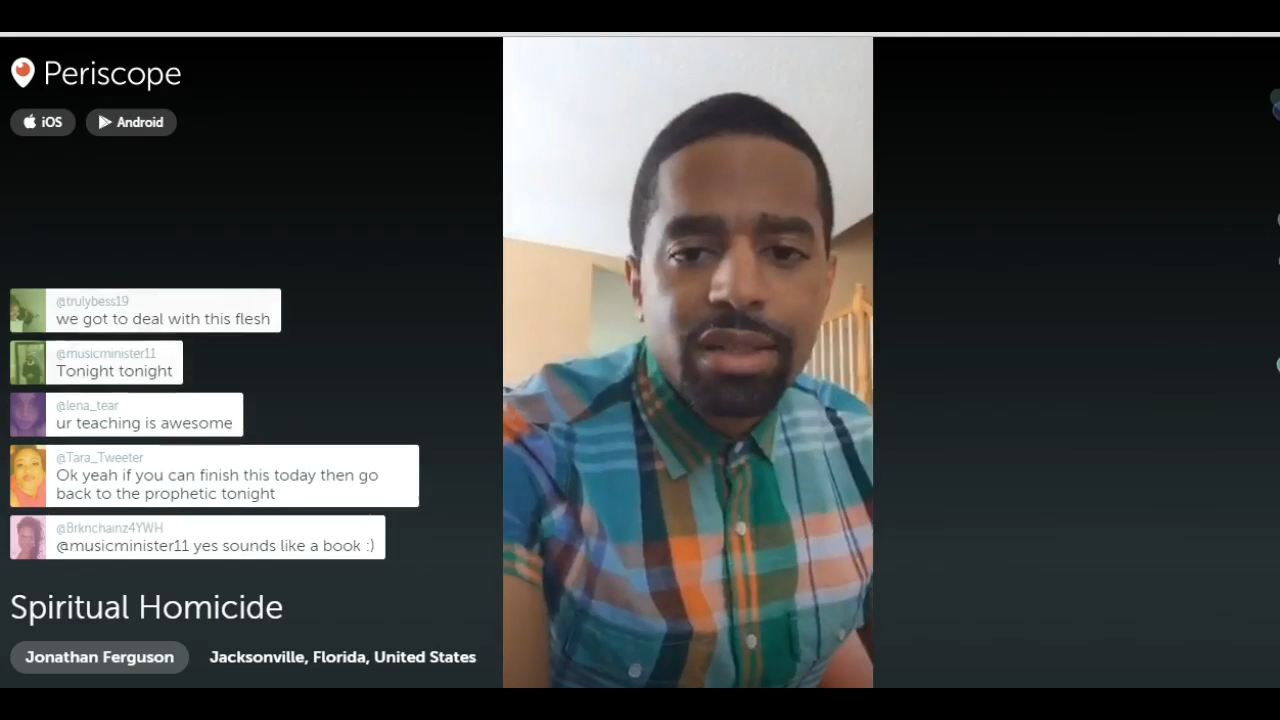 Periscope
iOS
Android
@trulybess19
we got to deal with this flesh
@musicminister11
Tonight tonight
@lena_tear
ur teaching is awesome
@Tara_Tweeter
Ok yeah if you can finish this today then go
back to the prophetic tonight
@Brknchainz4YWH
@musicminister11 yes sounds like a book :)
Spiritual Homicide
Jonathan Ferguson
Jacksonville, Florida, United States